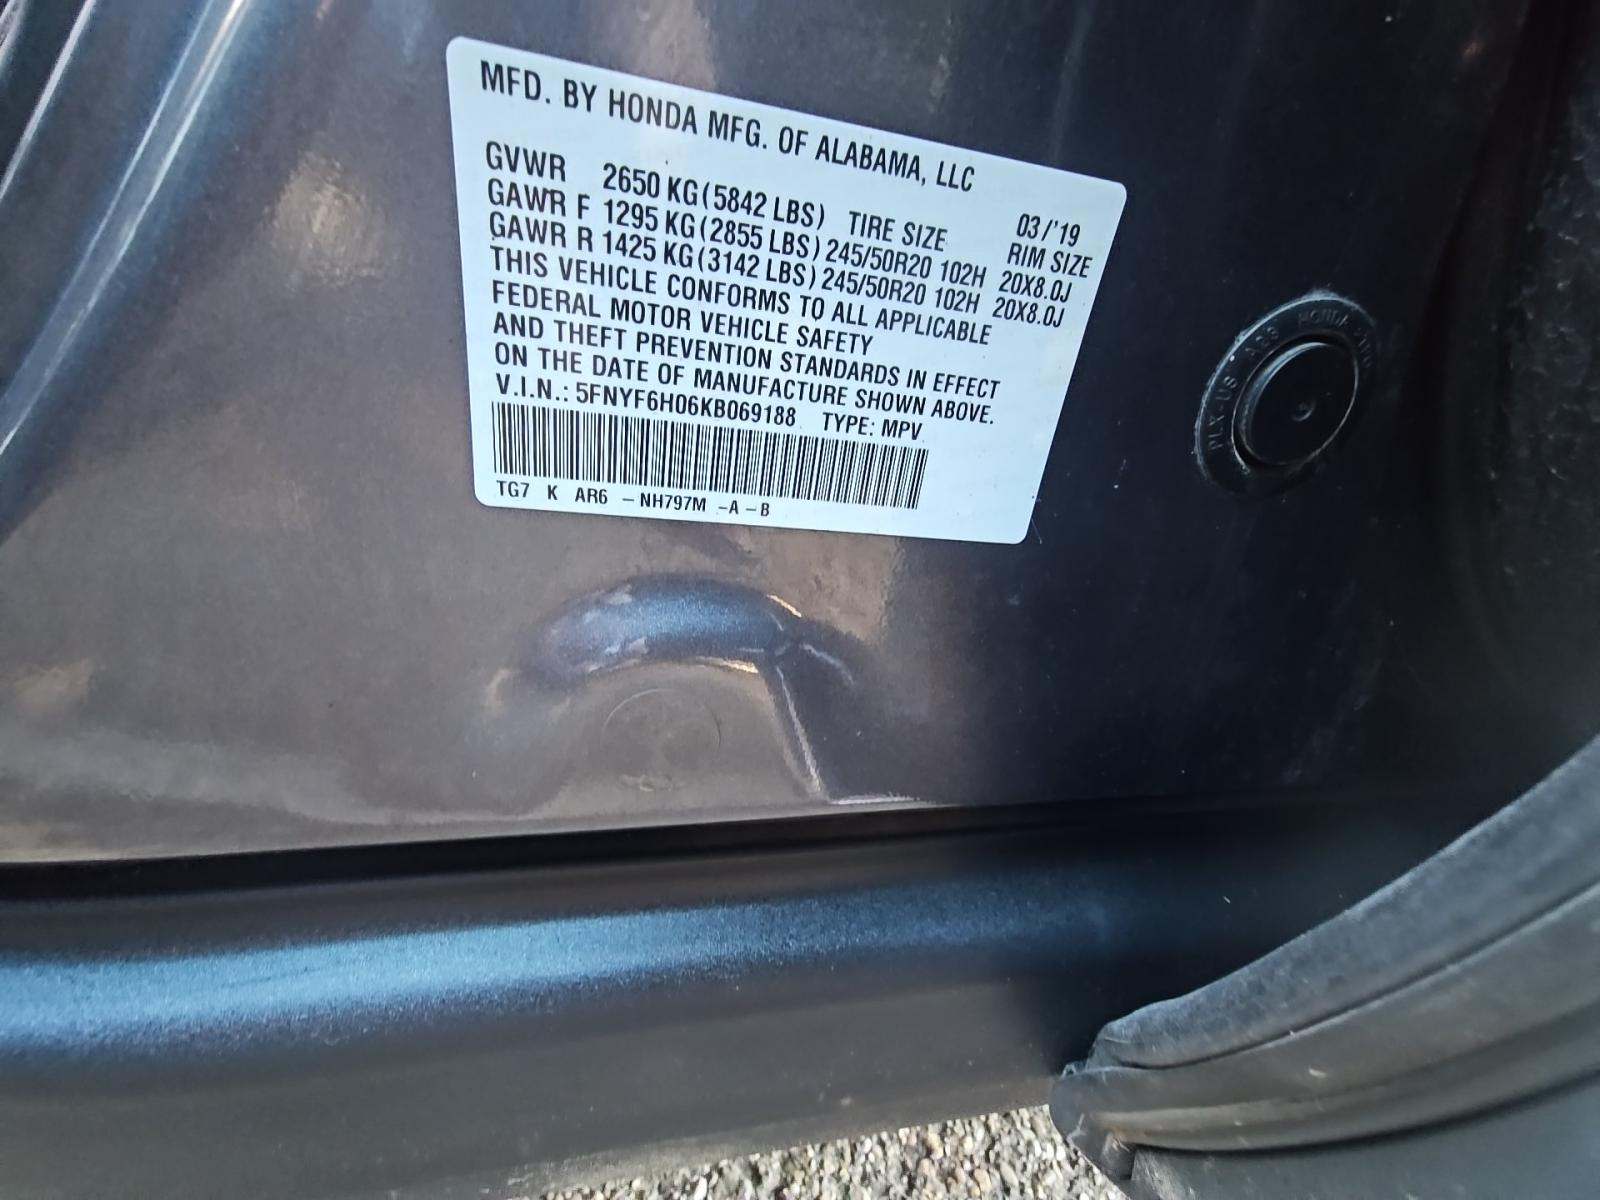 MFD. BY HONDA MFG. OF ALABAMA, LLC
03/'19
GVWR 2650 KG(5842 LBS) TIRE SIZE RIM SIZE
GAWR F 1295 KG(2855 LBS) 245/50R20 102H 20X8.0J
GAWR R 1425 KG(3142 LBS) 245/50R20 102H 20X8.0J
THIS VEHICLE CONFORMS TO ALL APPLICABLE
FEDERAL MOTOR VEHICLE SAFETY
AND THEFT PREVENTION STANDARDS IN EFFECT
ON THE DATE OF MANUFACTURE SHOWN ABOVE.
V.I.N.: 5FNYF6H06KB069188 TYPE: MPV
TG7 K AR6 -NH797M -A-B
HONDA